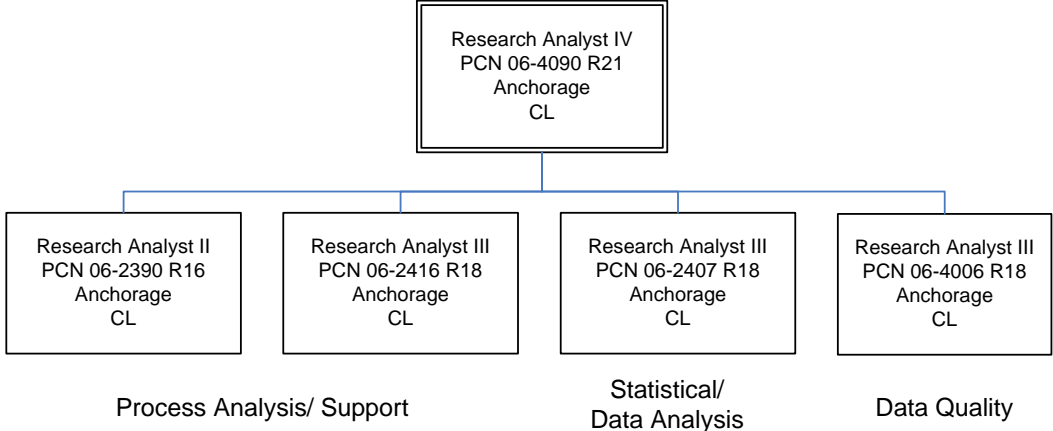 Research Analyst IV
PCN 06-4090 R21
Anchorage
CL
Research Analyst II
PCN 06-2390 R16
Anchorage
CL
Research Analyst III
PCN 06-2416 R18
Anchorage
CL
Research Analyst III
PCN 06-2407 R18
Anchorage
CL
Research Analyst III
PCN 06-4006 R18
Anchorage
CL
Process Analysis/ Support
Statistical/
Data Analysis
Data Quality